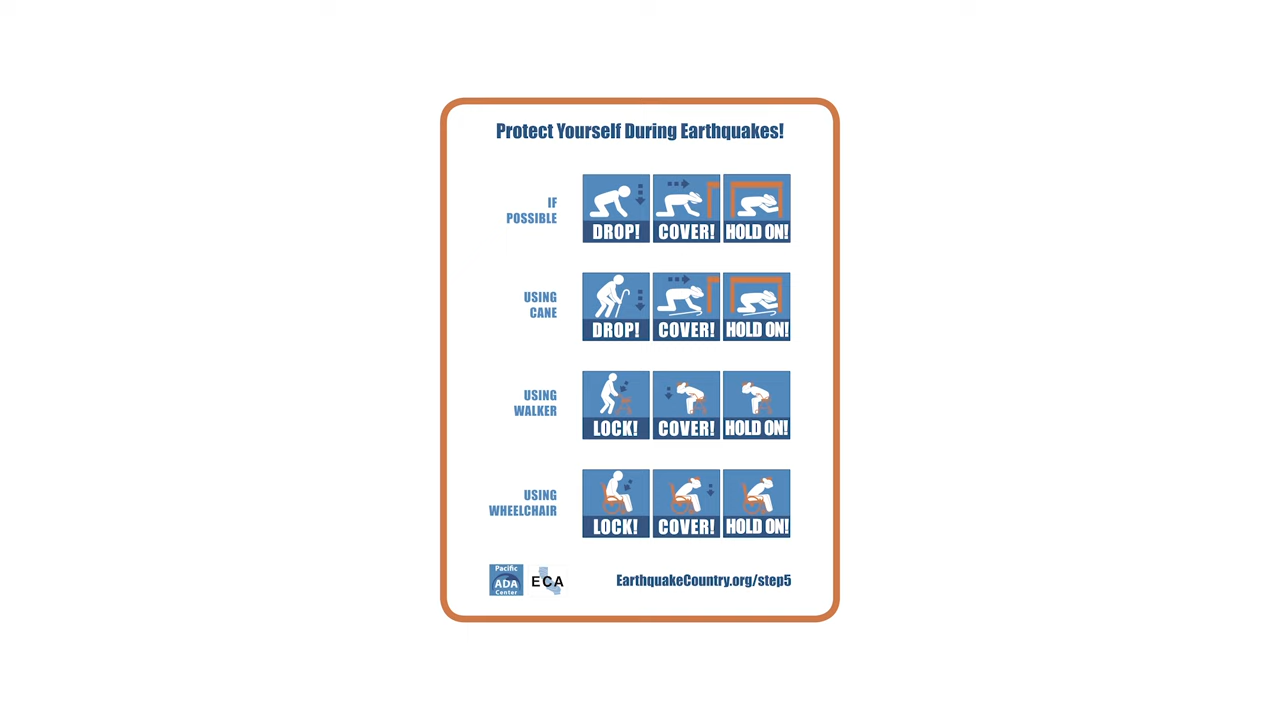 Protect Yourself During Earthquakes!
IF
POSSIBLE
DROP! COVER! HOLD ON!
USING
CANE
DROP! COVER! HOLD ON!
USING
WALKER
LOCK! COVER! HOLD ON!
USING
WHEELCHAIR
LOCK! COVER! HOLD ON!
Pacific
ADA
Center
ECA
EarthquakeCountry.org/step5